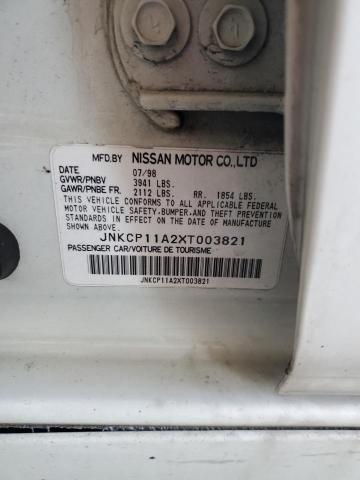 MFD.BY NISSAN MOTOR CO.,LTD
DATE 07/98
GVWR/PNBV 3941 LBS.
GAWR/PNBE FR. 2112 LBS. RR. 1854 LBS.
THIS VEHICLE CONFORMS TO ALL APPLICABLE FEDERAL
MOTOR VEHICLE SAFETY, BUMPER, AND THEFT PREVENTION
STANDARDS IN EFFECT ON THE DATE OF MANUFACTURE
SHOWN ABOVE.
JNKCP11A2XT003821
PASSENGER CAR/VOITURE DE TOURISME
JNKCP11A2XT003821